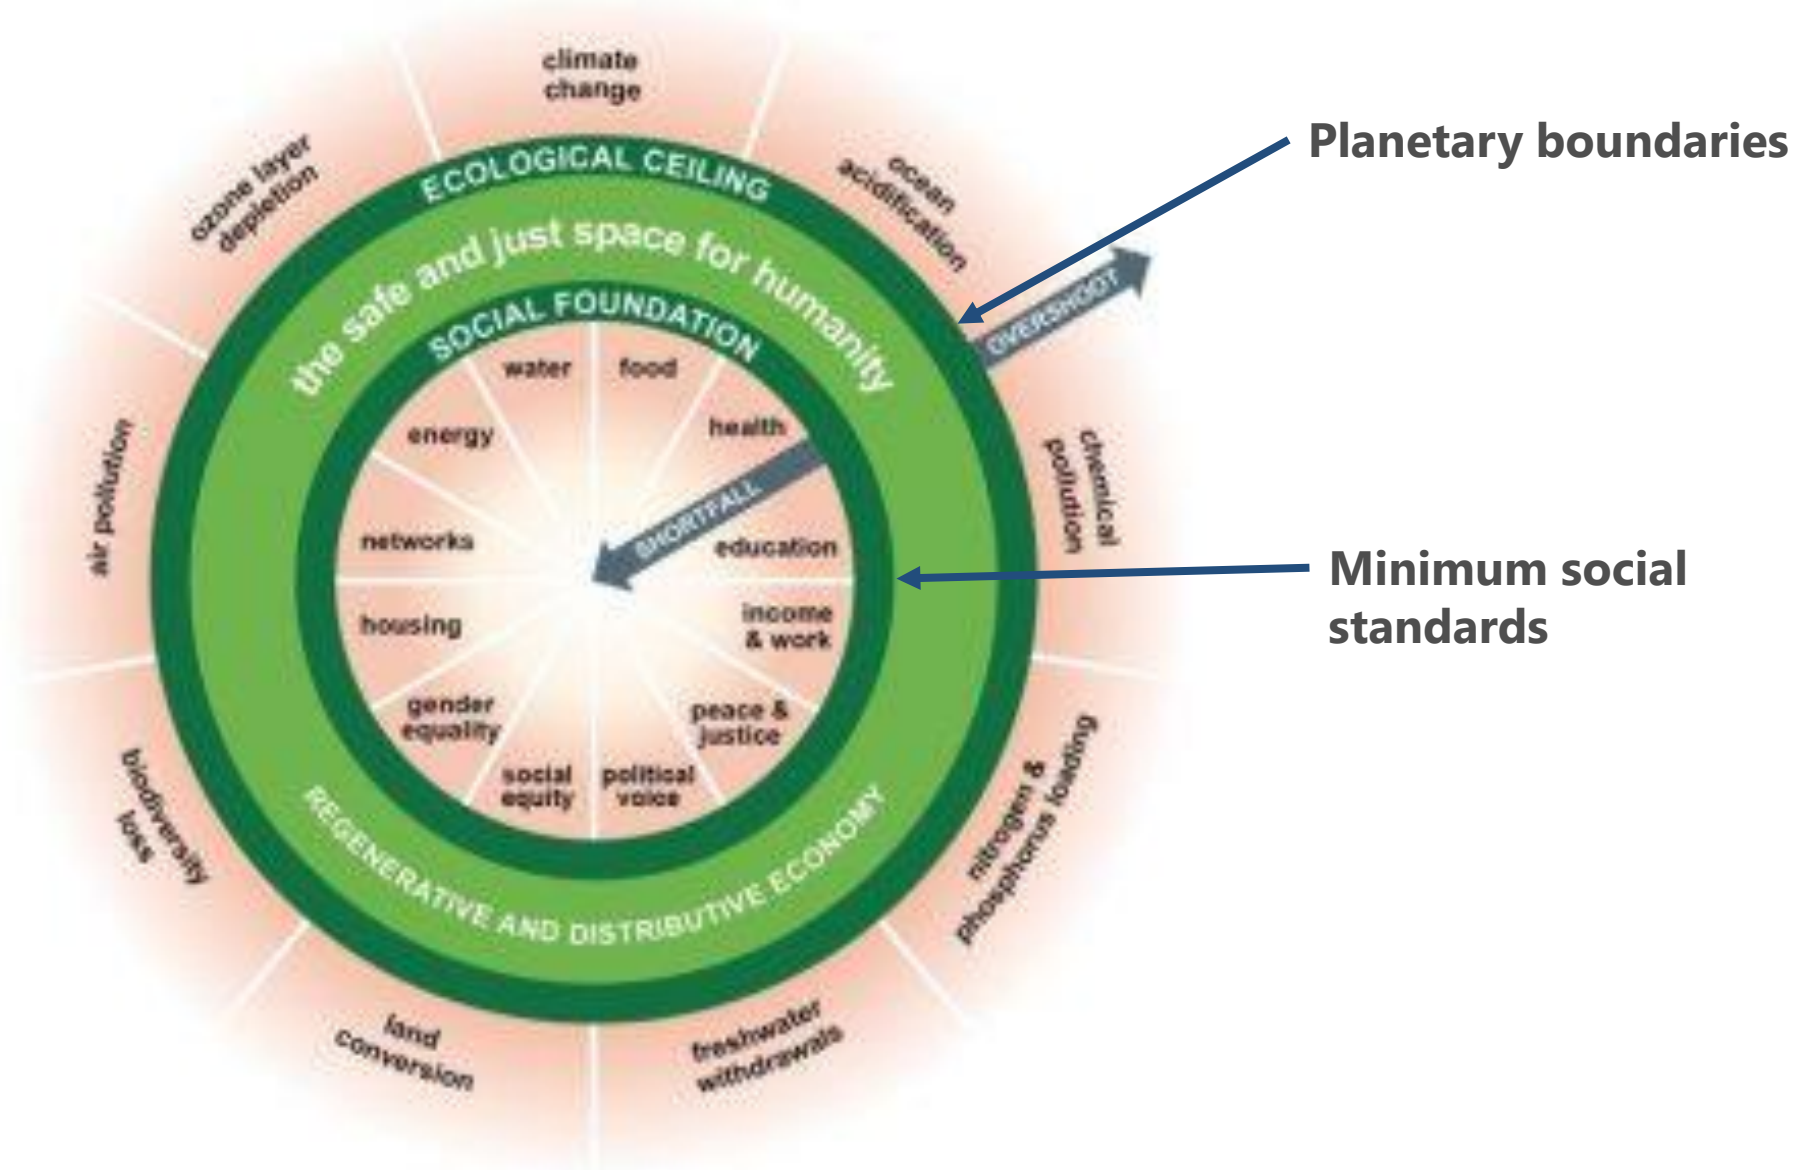 climate
change
ozone layer
depletion
ocean
acidification
Planetary boundaries
ECOLOGICAL CEILING
the safe and just space for humanity
OVERSHOOT
SOCIAL FOUNDATION
water
food
energy
health
air pollution
chemical
pollution
SHORTFALL
networks
education
Minimum social
standards
housing
income
& work
gender
equality
peace &
justice
social
equity
political
voice
biodiversity
loss
nitrogen &
phosphorus loading
REGENERATIVE AND DISTRIBUTIVE ECONOMY
land
conversion
freshwater
withdrawals